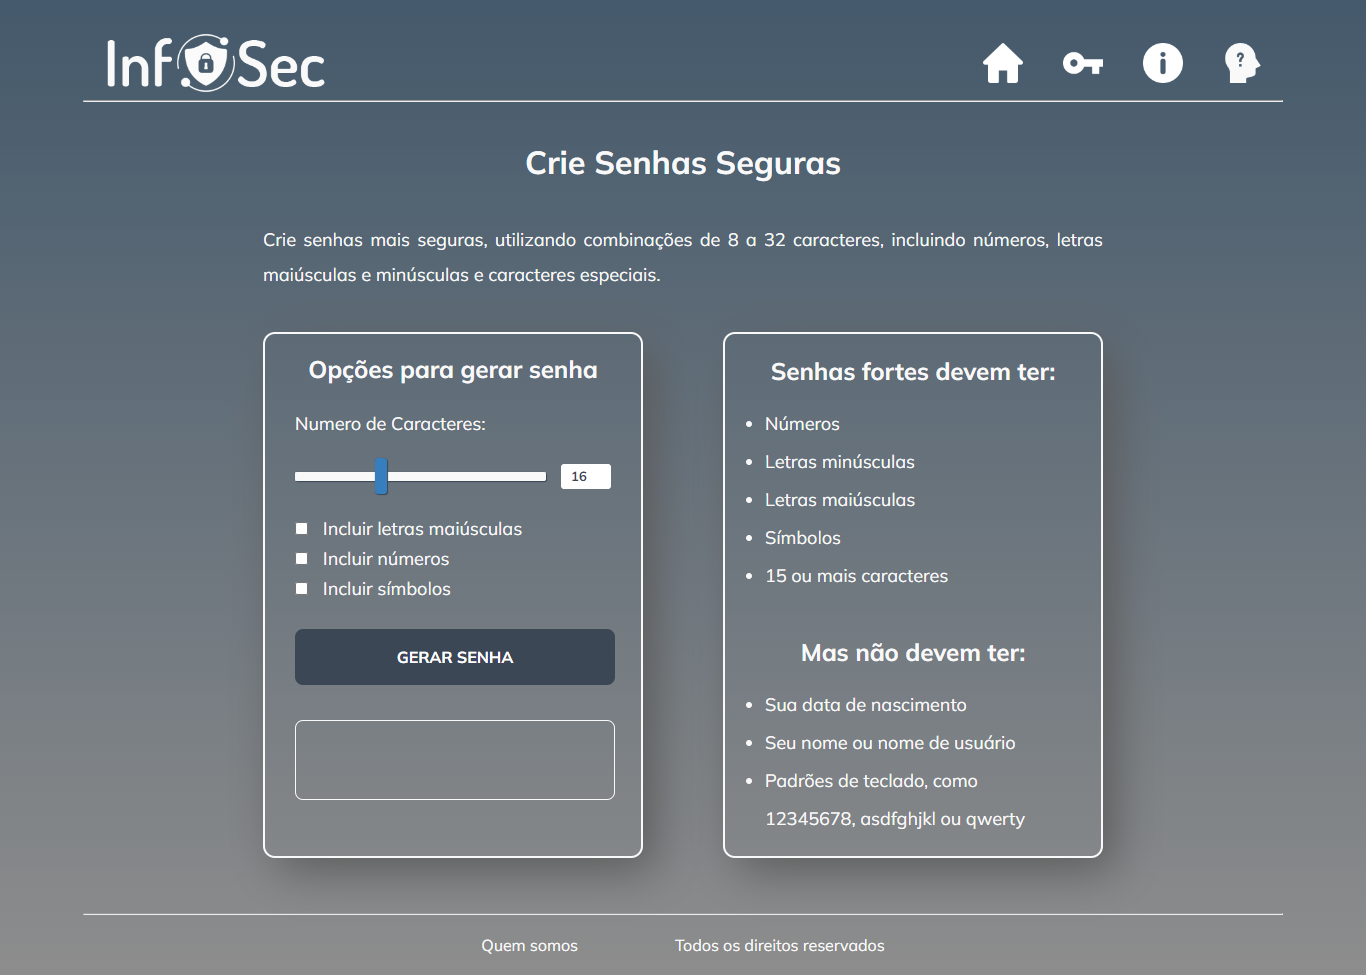 InfoSec
Crie Senhas Seguras
Crie senhas mais seguras, utilizando combinações de 8 a 32 caracteres, incluindo números, letras
maiúsculas e minúsculas e caracteres especiais.
Opções para gerar senha
Numero de Caracteres:
16
Incluir letras maiúsculas
Incluir números
Incluir símbolos
GERAR SENHA
Senhas fortes devem ter:
• Números
• Letras minúsculas
• Letras maiúsculas
• Símbolos
• 15 ou mais caracteres
Mas não devem ter:
• Sua data de nascimento
• Seu nome ou nome de usuário
• Padrões de teclado, como
12345678, asdfghjkl ou qwerty
Quem somos
Todos os direitos reservados